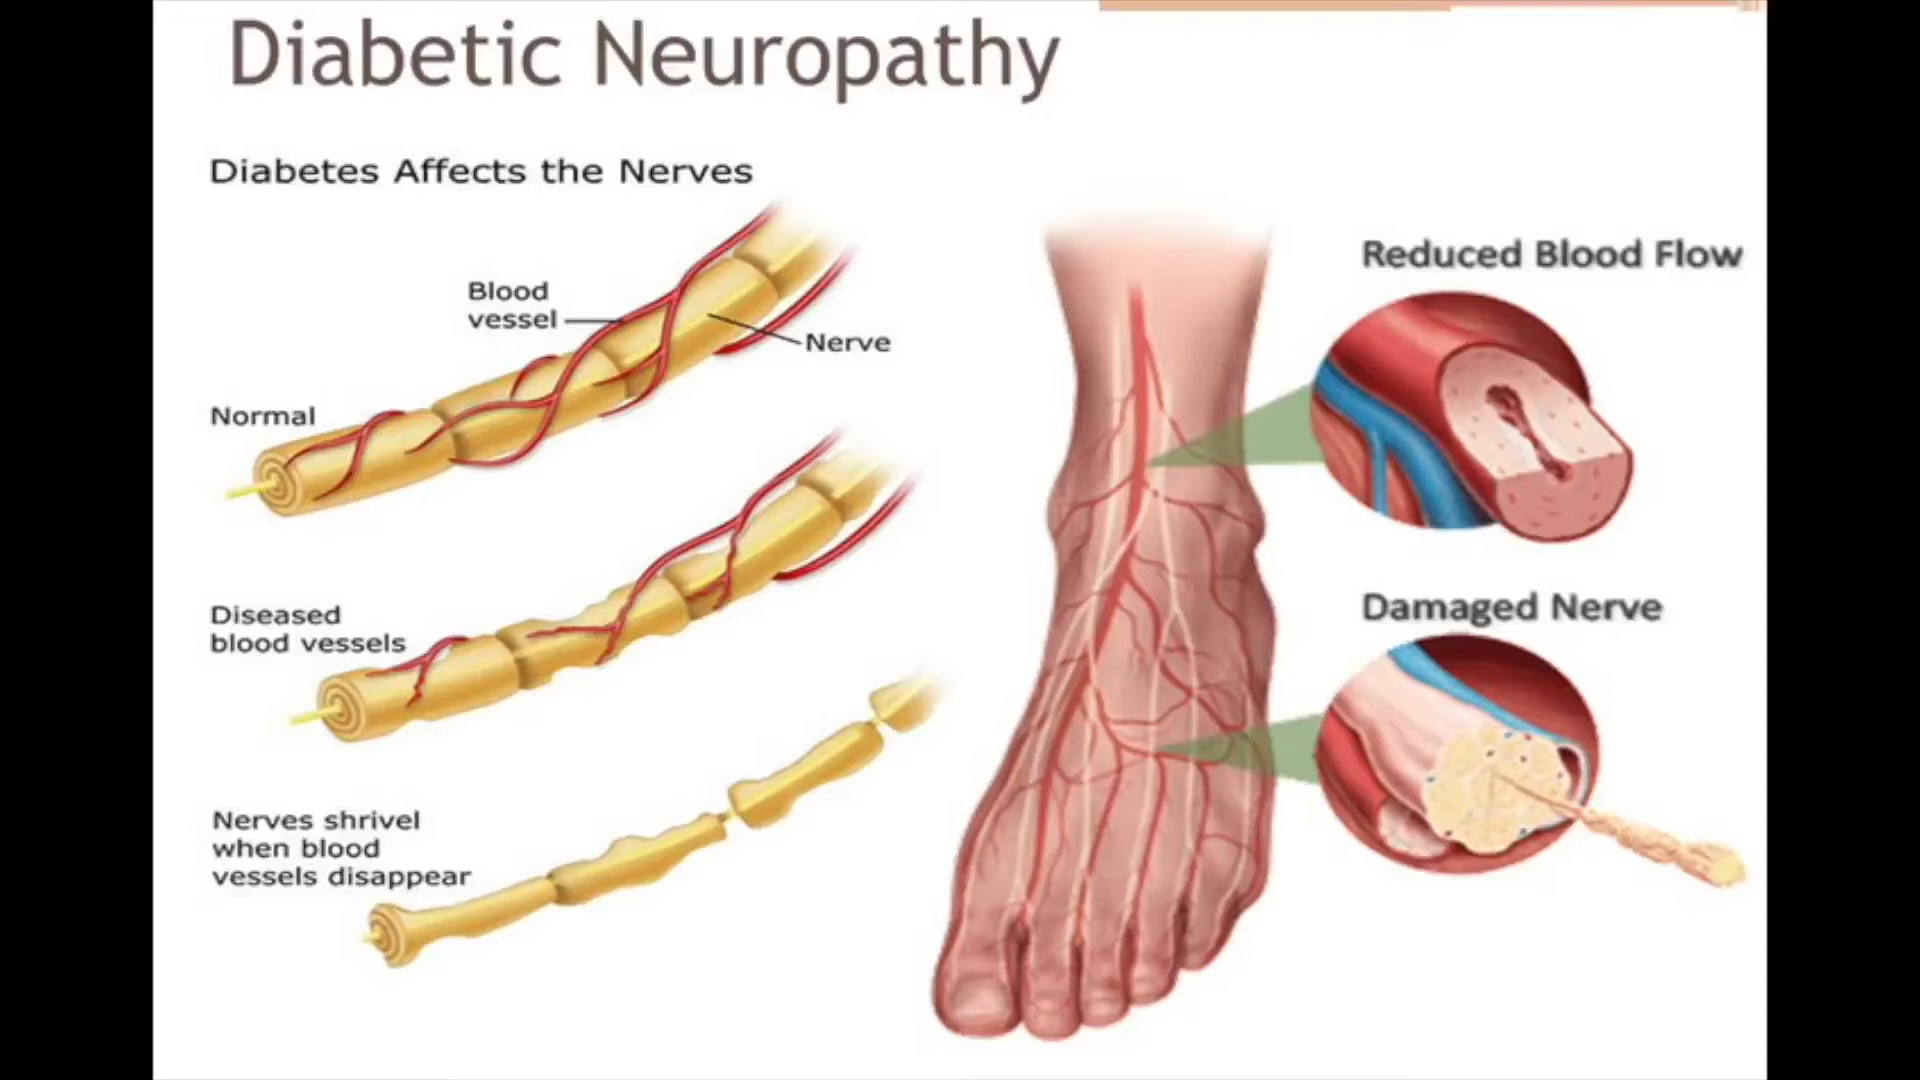 Diabetic Neuropathy
Diabetes Affects the Nerves
Blood
vessel
Nerve
Normal
Diseased
blood vessels
Nerves shrivel
when blood
vessels disappear
Reduced Blood Flow
Damaged Nerve